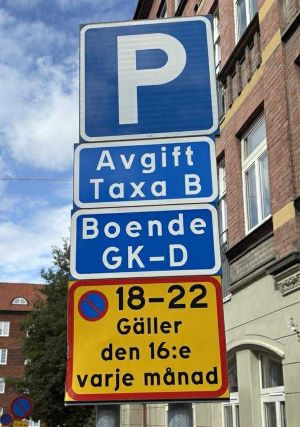 P
Avgift
Taxa B
Boende
GK-D
18-22
Gäller
den 16:e
varje månad